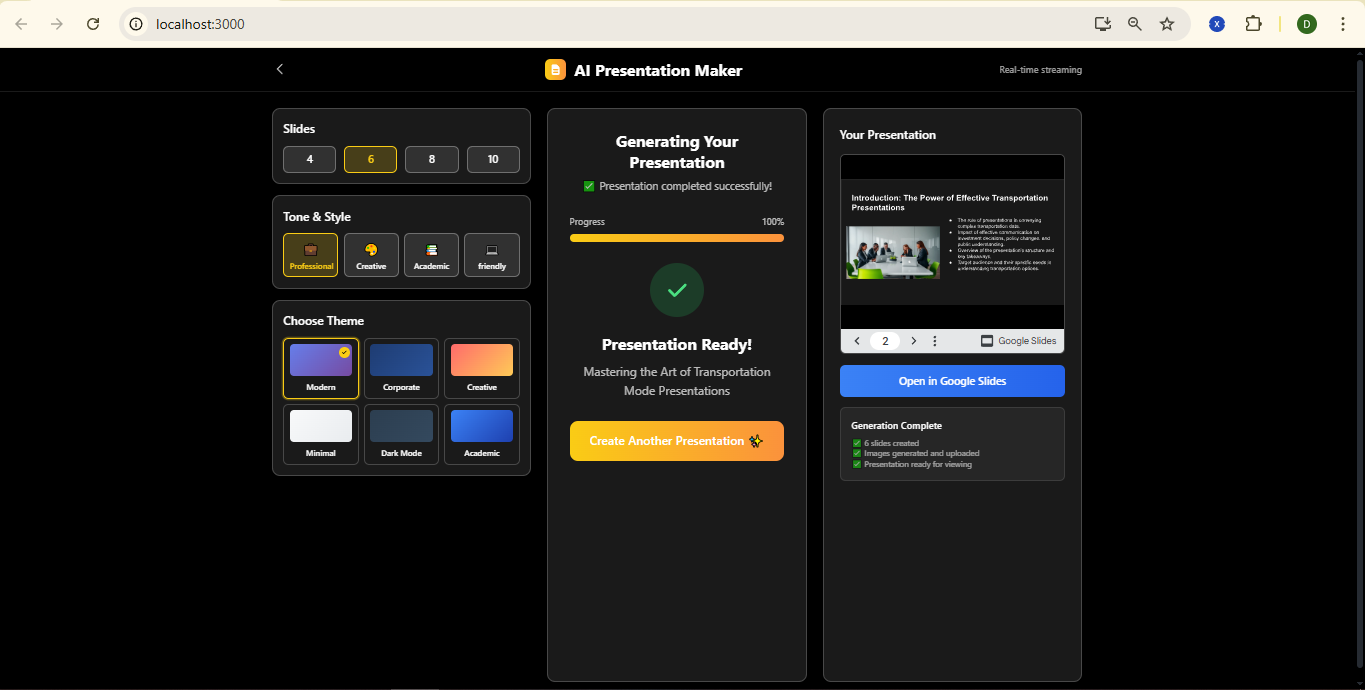 localhost:3000
X
D
AI Presentation Maker
Real-time streaming
Slides
4
6
8
10
Tone & Style
Professional
Creative
Academic
friendly
Choose Theme
Modern
Corporate
Creative
Minimal
Dark Mode
Academic
Generating Your
Presentation
Presentation completed successfully!
Progress
100%
Presentation Ready!
Mastering the Art of Transportation
Mode Presentations
Create Another Presentation ✨
Your Presentation
Introduction: The Power of Effective Transportation
Presentations
The role of presentations in conveying
complex transportation data.
Impact of effective communication on
investment decisions, policy changes, and
public understanding.
Overview of the presentation's structure and
key takeaways.
Target audience and their specific needs in
understanding transportation options.
2
Google Slides
Open in Google Slides
Generation Complete
6 slides created
Images generated and uploaded
Presentation ready for viewing